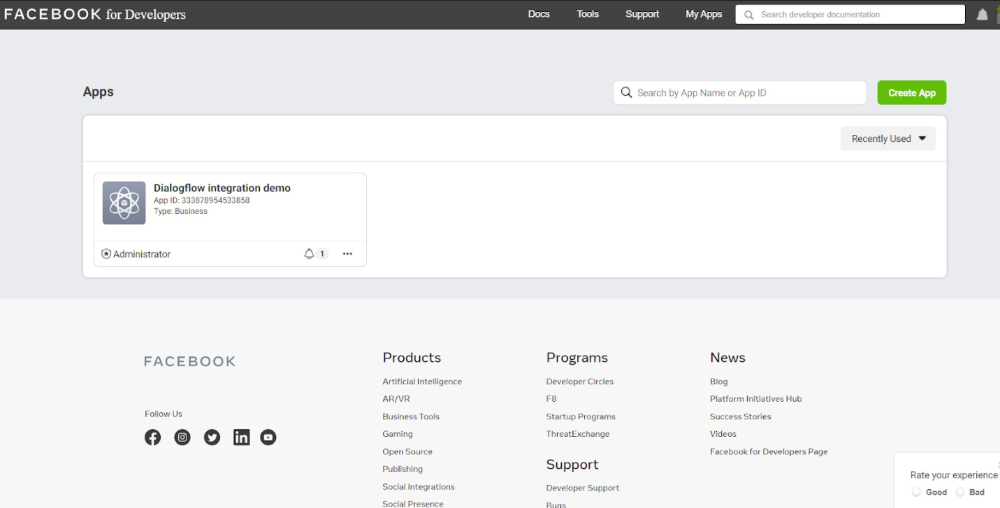 FACEBOOK for Developers
Docs
Tools
Support
My Apps
Search developer documentation
Apps
Search by App Name or App ID
Create App
Recently Used
Dialogflow integration demo
App ID: 333878954533858
Type: Business
Administrator
1
FACEBOOK
Follow Us
Products
Artificial Intelligence
AR/VR
Business Tools
Gaming
Open Source
Publishing
Social Integrations
Social Presence
Programs
Developer Circles
F8
Startup Programs
ThreatExchange
Support
Developer Support
Bugs
News
Blog
Platform Initiatives Hub
Success Stories
Videos
Facebook for Developers Page
Rate your experience
Good
Bad